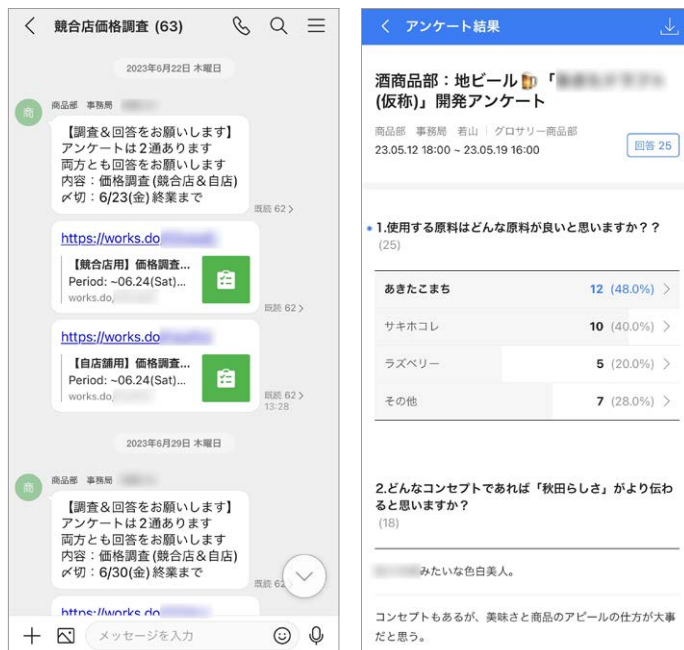 競合店価格調査 (63)
2023年6月22日 木曜日
商
商品部 事務局
【調査&回答をお願いします】
アンケートは2通あります
両方とも回答をお願いします
内容：価格調査(競合店&自店)
〆切：6/23(金)終業まで
既読 62
https://works.do
【競合店用】価格調査...
Period: ~06.24(Sat)...
works.do
既読 62
https://works.do
【自店舗用】価格調査...
Period: ~06.24(Sat)...
works.do
既読 62
13:28
2023年6月29日 木曜日
商
商品部 事務局
【調査&回答をお願いします】
アンケートは2通あります
両方とも回答をお願いします
内容：価格調査(競合店&自店)
〆切：6/30(金)終業まで
既読 62
https://works.do
メッセージを入力
アンケート結果
酒商品部：地ビール🍺「
(仮称)」開発アンケート
商品部 事務局 若山 | グロサリー商品部
23.05.12 18:00 ~ 23.05.19 16:00
回答 25
1.使用する原料はどんな原料が良いと思いますか？？
(25)
あきたこまち 12 (48.0%)
サキホコレ 10 (40.0%)
ラズベリー 5 (20.0%)
その他 7 (28.0%)
2.どんなコンセプトであれば「秋田らしさ」がより伝わ
ると思いますか？
(18)
みたいな色白美人。
コンセプトもあるが、美味さと商品のアピールの仕方が大事
だと思う。